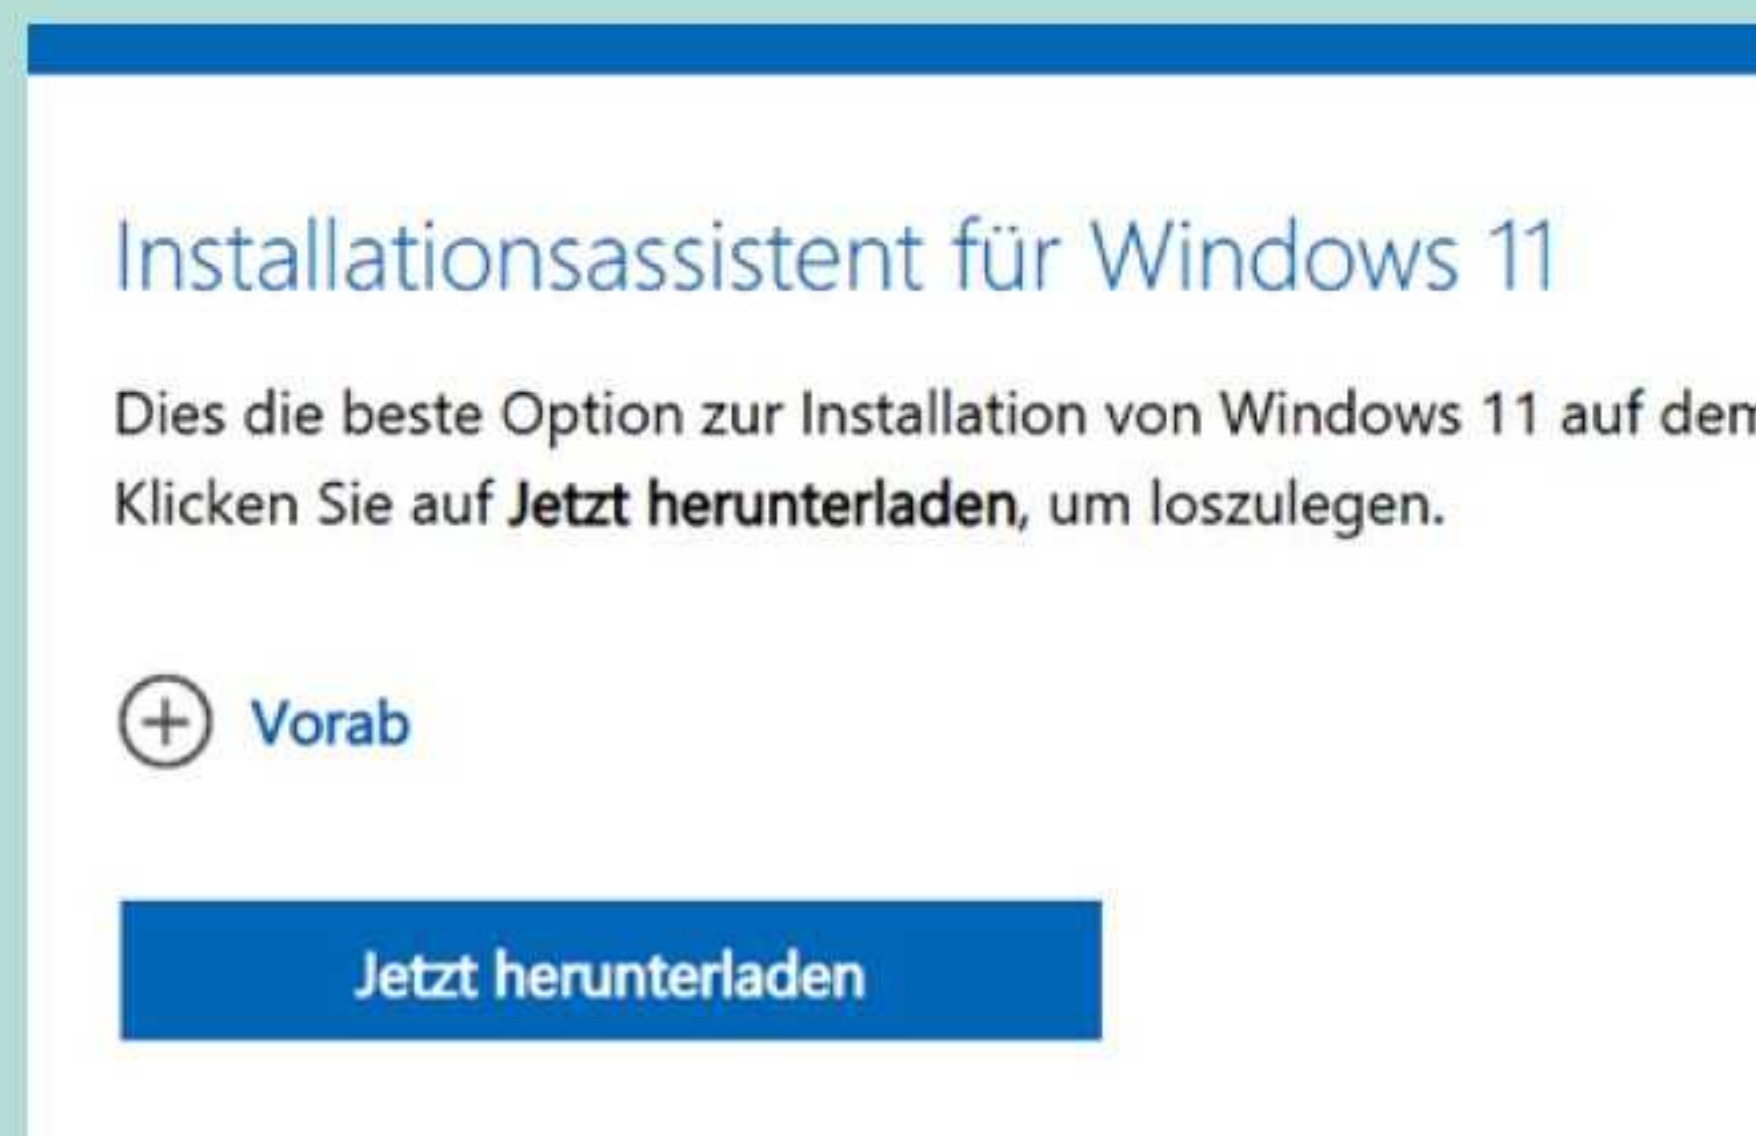 Installationsassistent für Windows 11
Dies die beste Option zur Installation von Windows 11 auf dem
Klicken Sie auf Jetzt herunterladen, um loszulegen.
Vorab
Jetzt herunterladen